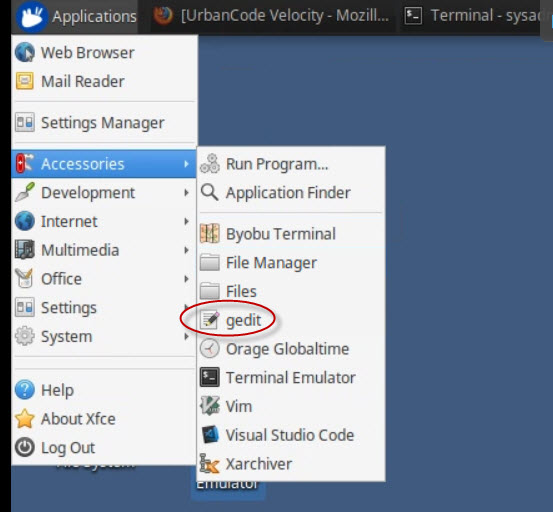 Applications
[UrbanCode Velocity - Mozill...
Terminal - sysad
Web Browser
Mail Reader
Settings Manager
Accessories
Development
Internet
Multimedia
Office
Settings
System
Help
About Xfce
Log Out
Run Program...
Application Finder
Byobu Terminal
File Manager
Files
gedit
Orage Globaltime
Terminal Emulator
Vim
Visual Studio Code
Xarchiver
File System
Emulator